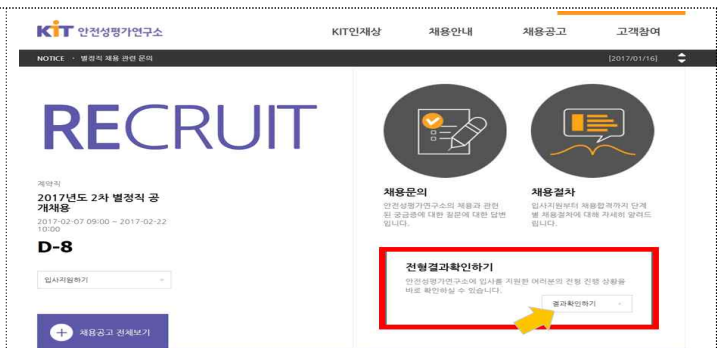 KIT 안전성평가연구소
KIT인재상 채용안내 채용공고 고객참여
NOTICE - 별정직 채용 관련 문의 [2017/01/16]
RECRUIT
계약직
2017년도 2차 별정직 공
개채용
2017-02-07 09:00 ~ 2017-02-22
10:00
D-8
입사지원하기
채용공고 전체보기
채용문의
안전성평가연구소의 채용과 관련
된 궁금증에 대한 질문에 대한 답변
입니다.
채용절차
입사지원부터 채용합격까지 단계
별 채용절차에 대해 자세히 알려드
립니다.
전형결과확인하기
안전성평가연구소에 입사를 지원한 여러분의 전형 진행 상황을
바로 확인하실 수 있습니다.
결과확인하기